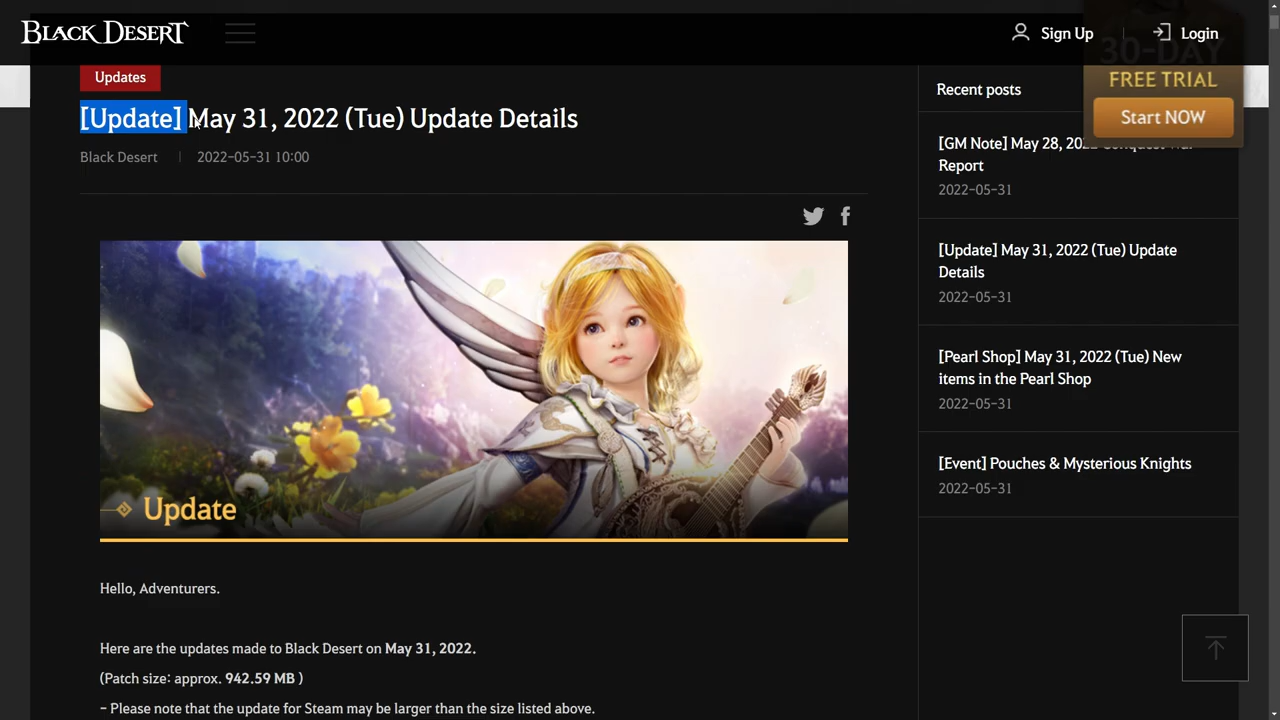 BLACK DESERT
Sign Up
Login
30-DAY
FREE TRIAL
Start NOW
Updates
[Update] May 31, 2022 (Tue) Update Details
Black Desert
2022-05-31 10:00
Update
Hello, Adventurers.
Here are the updates made to Black Desert on May 31, 2022.
(Patch size: approx. 942.59 MB )
- Please note that the update for Steam may be larger than the size listed above.
Recent posts
[GM Note] May 28, 2022 Conquest War
Report
2022-05-31
[Update] May 31, 2022 (Tue) Update
Details
2022-05-31
[Pearl Shop] May 31, 2022 (Tue) New
items in the Pearl Shop
2022-05-31
[Event] Pouches & Mysterious Knights
2022-05-31